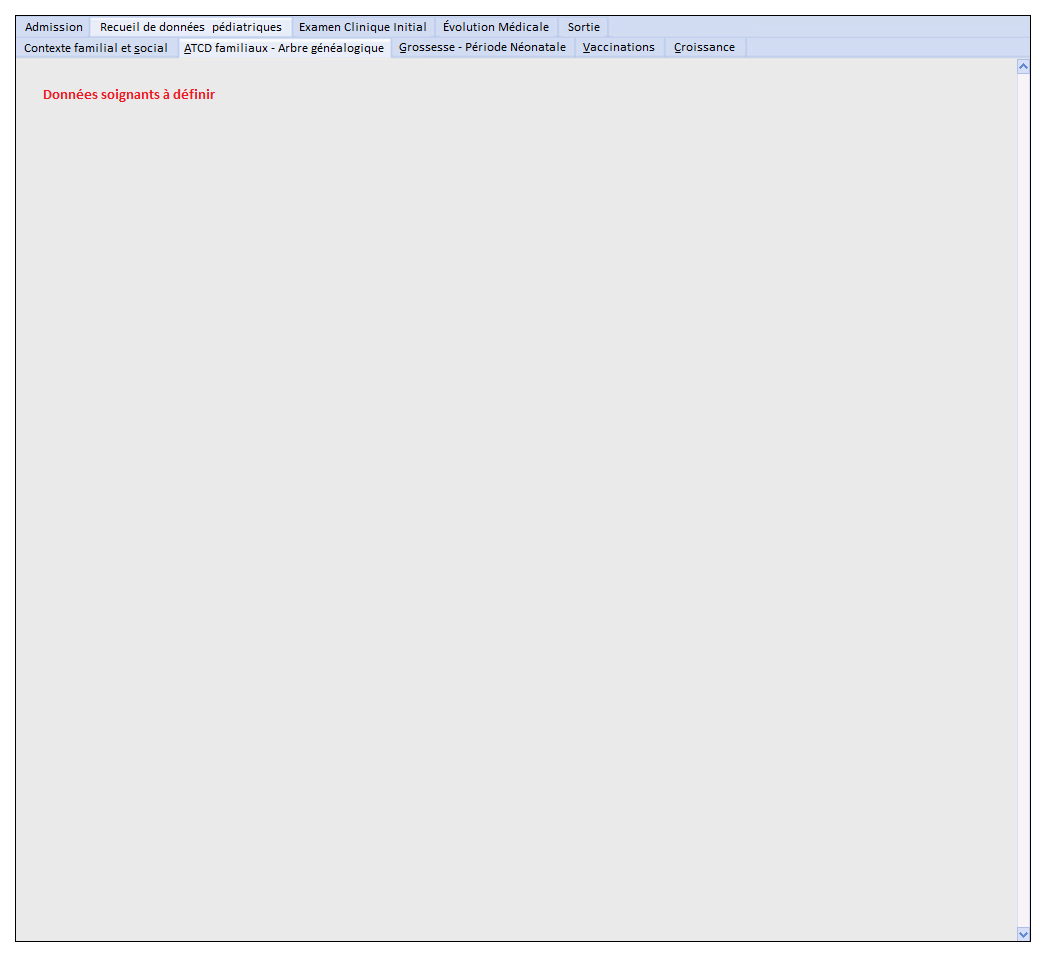 Admission Recueil de données pédiatriques Examen Clinique Initial Évolution Médicale Sortie
Contexte familial et social ATCD familiaux - Arbre généalogique Grossesse - Période Néonatale Vaccinations Croissance
Données soignants à définir